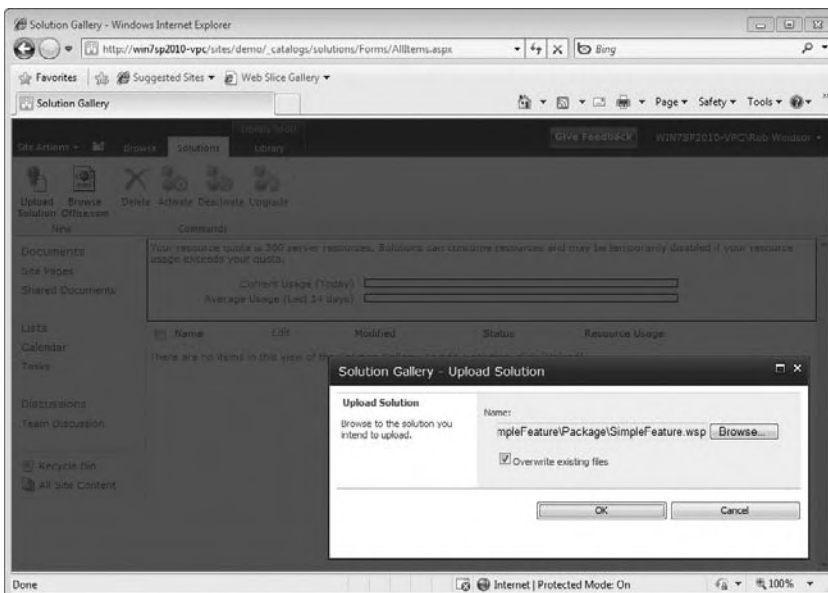 Solution Gallery - Windows Internet Explorer
http://win7sp2010-vpc/sites/demo/_catalogs/solutions/Forms/AllItems.aspx
Bing
Favorites
Suggested Sites
Web Slice Gallery
Solution Gallery
Page
Safety
Tools
Library Tools
Give Feedback
WIN7SP2010-VPC\Rob Windsor
Site Actions
Browse
Solutions
Library
Upload Solution
Browse Office.com
Delete
Activate
Deactivate
Upgrade
New
Commands
Documents
Site Pages
Shared Documents
Lists
Calendar
Tasks
Discussions
Team Discussion
Recycle Bin
All Site Content
Your resource quota is 300 server resources. Solutions can consume resources and may be temporarily disabled if your resource
usage exceeds your quota.
Current Usage (Today)
Average Usage (Last 14 days)
Name
Edit
Modified
Status
Resource Usage
There are no items in this view of the
Solution Gallery - Upload Solution
Upload Solution
Browse to the solution you
intend to upload.
Name:
mpleFeature\Package\SimpleFeature.wsp
Browse...
Overwrite existing files
OK
Cancel
Done
Internet | Protected Mode: On
100%